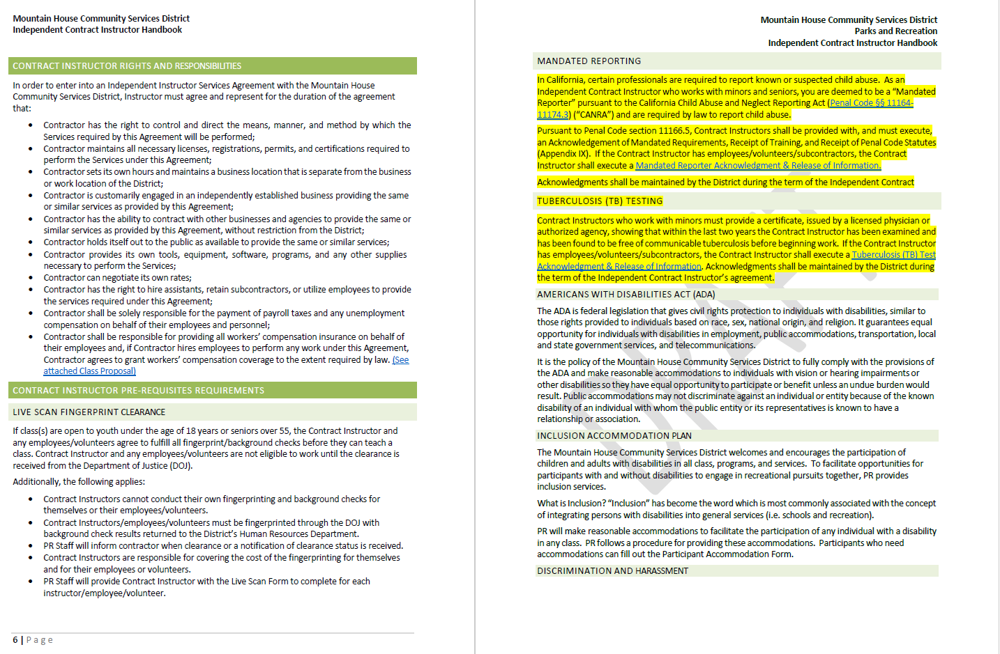 Mountain House Community Services District
Independent Contract Instructor Handbook
CONTRACT INSTRUCTOR RIGHTS AND RESPONSIBILITIES
In order to enter into an Independent Instructor Services Agreement with the Mountain House
Community Services District, Instructor must agree and represent for the duration of the agreement
that:
• Contractor has the right to control and direct the means, manner, and method by which the
Services required by this Agreement will be performed;
• Contractor maintains all necessary licenses, registrations, permits, and certifications required to
perform the Services under this Agreement;
• Contractor sets its own hours and maintains a business location that is separate from the business
or work location of the District;
• Contractor is customarily engaged in an independently established business providing the same
or similar services as provided by this Agreement;
• Contractor has the ability to contract with other businesses and agencies to provide the same or
similar services as provided by this Agreement, without restriction from the District;
• Contractor holds itself out to the public as available to provide the same or similar services;
• Contractor provides its own tools, equipment, software, programs, and any other supplies
necessary to perform the Services;
• Contractor can negotiate its own rates;
• Contractor has the right to hire assistants, retain subcontractors, or utilize employees to provide
the services required under this Agreement;
• Contractor shall be solely responsible for the payment of payroll taxes and any unemployment
compensation on behalf of their employees and personnel;
• Contractor shall be responsible for providing all workers’ compensation insurance on behalf of
their employees and, if Contractor hires employees to perform any work under this Agreement,
Contractor agrees to grant workers’ compensation coverage to the extent required by law. (See
attached Class Proposal)
CONTRACT INSTRUCTOR PRE-REQUISITES REQUIREMENTS
LIVE SCAN FINGERPRINT CLEARANCE
If class(s) are open to youth under the age of 18 years or seniors over 55, the Contract Instructor and
any employees/volunteers agree to fulfill all fingerprint/background checks before they can teach a
class. Contract Instructor and any employees/volunteers are not eligible to work until the clearance is
received from the Department of Justice (DOJ).
Additionally, the following applies:
• Contract Instructors cannot conduct their own fingerprinting and background checks for
themselves or their employees/volunteers.
• Contract Instructors/employees/volunteers must be fingerprinted through the DOJ with
background check results returned to the District’s Human Resources Department.
• PR Staff will inform contractor when clearance or a notification of clearance status is received.
• Contract Instructors are responsible for covering the cost of the fingerprinting for themselves
and for their employees or volunteers.
• PR Staff will provide Contract Instructor with the Live Scan Form to complete for each
instructor/employee/volunteer.
6 | Page
Mountain House Community Services District
Parks and Recreation
Independent Contract Instructor Handbook
MANDATED REPORTING
In California, certain professionals are required to report known or suspected child abuse. As an
Independent Contract Instructor who works with minors and seniors, you are deemed to be a “Mandated
Reporter” pursuant to the California Child Abuse and Neglect Reporting Act (Penal Code §§ 11164-
11174.3) (“CANRA”) and are required by law to report child abuse.
Pursuant to Penal Code section 11166.5, Contract Instructors shall be provided with, and must execute,
an Acknowledgement of Mandated Requirements, Receipt of Training, and Receipt of Penal Code Statutes
(Appendix IX). If the Contract Instructor has employees/volunteers/subcontractors, the Contract
Instructor shall execute a Mandated Reporter Acknowledgment & Release of Information.
Acknowledgments shall be maintained by the District during the term of the Independent Contract
TUBERCULOSIS (TB) TESTING
Contract Instructors who work with minors must provide a certificate, issued by a licensed physician or
authorized agency, showing that within the last two years the Contract Instructor has been examined and
has been found to be free of communicable tuberculosis before beginning work. If the Contract Instructor
has employees/volunteers/subcontractors, the Contract Instructor shall execute a Tuberculosis (TB) Test
Acknowledgment & Release of Information. Acknowledgments shall be maintained by the District during
the term of the Independent Contract Instructor’s agreement.
AMERICANS WITH DISABILITIES ACT (ADA)
The ADA is federal legislation that gives civil rights protection to individuals with disabilities, similar to
those rights provided to individuals based on race, sex, national origin, and religion. It guarantees equal
opportunity for individuals with disabilities in employment, public accommodations, transportation, local
and state government services, and telecommunications.
It is the policy of the Mountain House Community Services District to fully comply with the provisions of
the ADA and make reasonable accommodations to individuals with vision or hearing impairments or
other disabilities so they have equal opportunity to participate or benefit unless an undue burden would
result. Public accommodations may not discriminate against an individual or entity because of the known
disability of an individual with whom the public entity or its representatives is known to have a
relationship or association.
INCLUSION ACCOMMODATION PLAN
The Mountain House Community Services District welcomes and encourages the participation of
children and adults with disabilities in all class, programs, and services. To facilitate opportunities for
participants with and without disabilities to engage in recreational pursuits together, PR provides
inclusion services.
What is Inclusion? “Inclusion” has become the word which is most commonly associated with the concept
of integrating persons with disabilities into general services (i.e. schools and recreation).
PR will make reasonable accommodations to facilitate the participation of any individual with a disability
in any class. PR follows a procedure for providing these accommodations. Participants who need
accommodations can fill out the Participant Accommodation Form.
DISCRIMINATION AND HARASSMENT
DRAFT